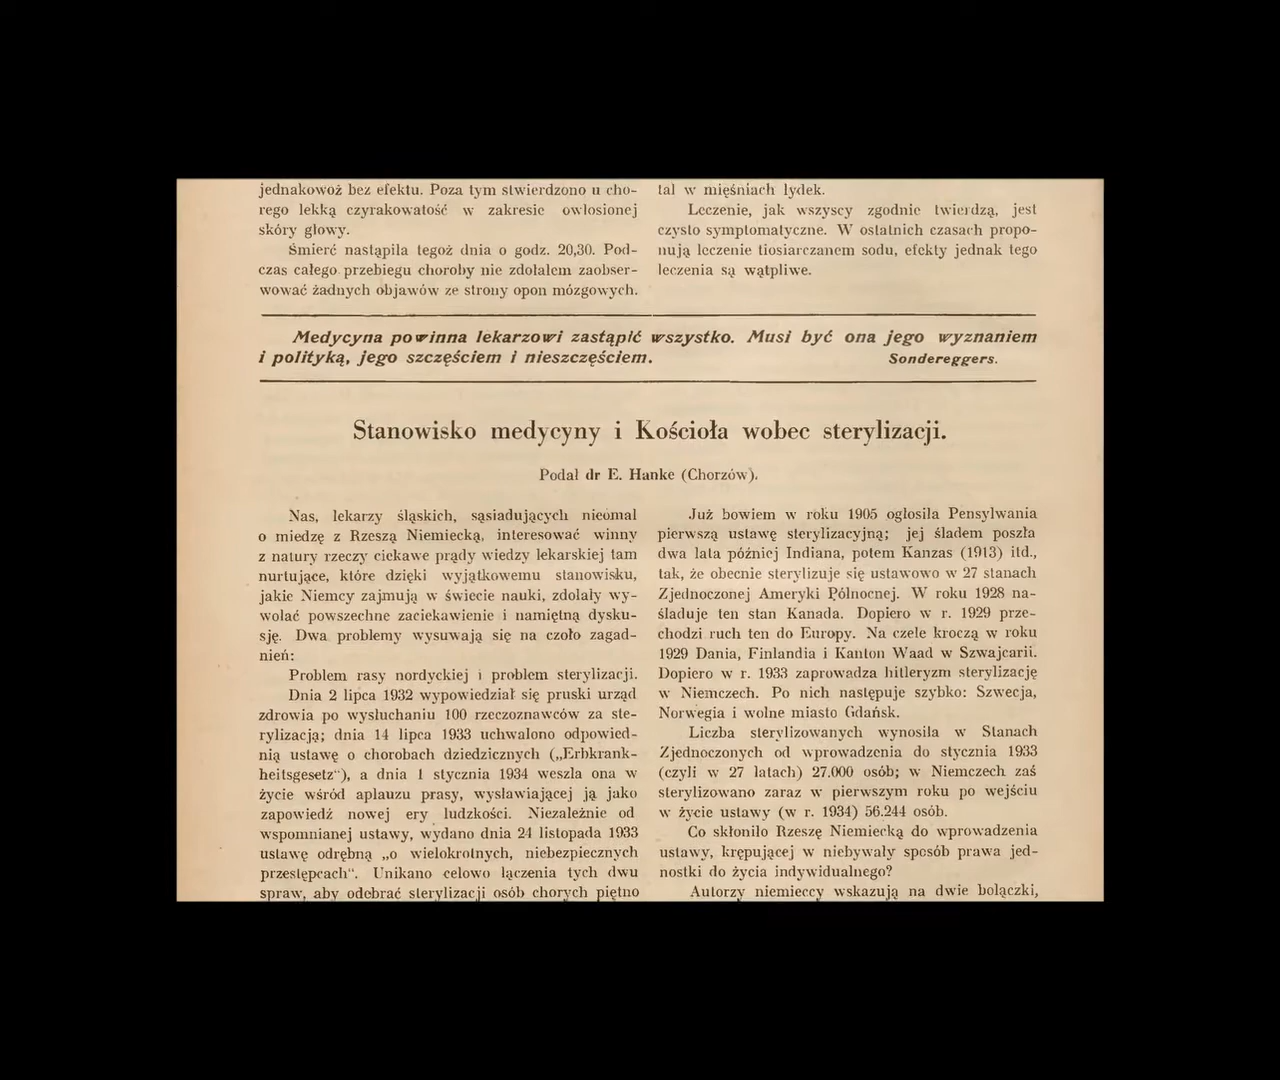 jednakowoż bez efektu. Poza tym stwierdzono u cho-
rego lekką czyrakowatość w zakresie owłosionej
skóry głowy.
Śmierć nastąpiła tegoż dnia o godz. 20,30. Pod-
czas całego przebiegu choroby nie zdołałem zaobser-
wować żadnych objawów ze strony opon mózgowych.
tal w mięśniach łydek.
Leczenie, jak wszyscy zgodnie twierdzą, jest
czysto symptomatyczne. W ostatnich czasach propo-
nują leczenie tiosiarczanem sodu, efekty jednak tego
leczenia są wątpliwe.
Medycyna powinna lekarzowi zastąpić wszystko. Musi być ona jego wyznaniem
i polityką, jego szczęściem i nieszczęściem. Sondereggers.
Stanowisko medycyny i Kościoła wobec sterylizacji.
Podał dr E. Hanke (Chorzów).
Nas, lekarzy śląskich, sąsiadujących nieomal
o miedzę z Rzeszą Niemiecką, interesować winny
z natury rzeczy ciekawe prądy wiedzy lekarskiej tam
nurtujące, które dzięki wyjątkowemu stanowisku,
jakie Niemcy zajmują w świecie nauki, zdołały wy-
wołać powszechne zaciekawienie i namiętną dysku-
sję. Dwa problemy wysuwają się na czoło zagad-
nień:
Problem rasy nordyckiej i problem sterylizacji.
Dnia 2 lipca 1932 wypowiedział się pruski urząd
zdrowia po wysłuchaniu 100 rzeczoznawców za ste-
rylizacją; dnia 14 lipca 1933 uchwalono odpowied-
nią ustawę o chorobach dziedzicznych („Erbkrank-
heitsgesetz“), a dnia 1 stycznia 1934 weszła ona w
życie wśród aplauzu prasy, wysławiającej ją jako
zapowiedź nowej ery ludzkości. Niezależnie od
wspomnianej ustawy, wydano dnia 24 listopada 1933
ustawę odrębną „o wielokrotnych, niebezpiecznych
przestępcach“. Unikano celowo łączenia tych dwu
spraw, aby odebrać sterylizacji osób chorych piętno
Już bowiem w roku 1905 ogłosiła Pensylwania
pierwszą ustawę sterylizacyjną; jej śladem poszła
dwa lata później Indiana, potem Kanzas (1913) itd.,
tak, że obecnie sterylizuje się ustawowo w 27 stanach
Zjednoczonej Ameryki Północnej. W roku 1928 na-
śladuje ten stan Kanada. Dopiero w r. 1929 prze-
chodzi ruch ten do Europy. Na czele kroczą w roku
1929 Dania, Finlandia i Kanton Waad w Szwajcarii.
Dopiero w r. 1933 zaprowadza hitleryzm sterylizację
w Niemczech. Po nich następuje szybko: Szwecja,
Norwegia i wolne miasto Gdańsk.
Liczba sterylizowanych wynosiła w Stanach
Zjednoczonych od wprowadzenia do stycznia 1933
(czyli w 27 latach) 27.000 osób; w Niemczech zaś
sterylizowano zaraz w pierwszym roku po wejściu
w życie ustawy (w r. 1934) 56.244 osób.
Co skłoniło Rzeszę Niemiecką do wprowadzenia
ustawy, krępującej w niebywały sposób prawa jed-
nostki do życia indywidualnego?
Autorzy niemieccy wskazują na dwie bolączki,